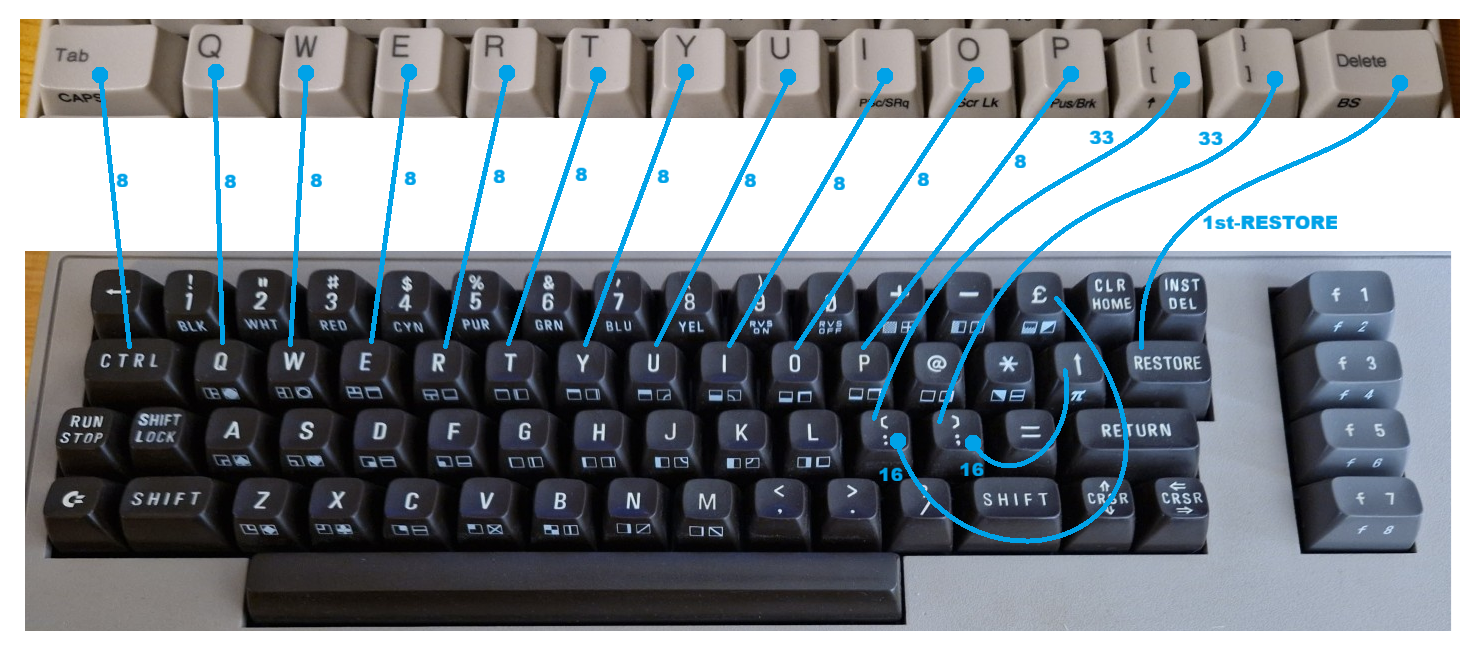 Tab Q W E R T Y U I O P { } Delete
CAPS [ ] PSc/SRq Scr Lk Pus/Brk ↑ BS
33 33
8 8 8 8 8 8 8 8 8 8 8
1st-RESTORE
← ! 1 " 2 # 3 $ 4 % 5 & 6 ' 7 8 ) 9 0 + - £ CLR HOME INST DEL f 1
BLK WHT RED CYN PUR GRN BLU YEL RVS ON RVS OFF f 2
CTRL Q W E R T Y U I O P @ * ↑ RESTORE f 3
π f 4
RUN STOP SHIFT LOCK A S D F G H J K L [ : ] ; = RETURN f 5
16 16 f 6
C= SHIFT Z X C V B N M < , > . / SHIFT ⇑ CRSR ⇓ ⇐ CRSR ⇒ f 7
f 8